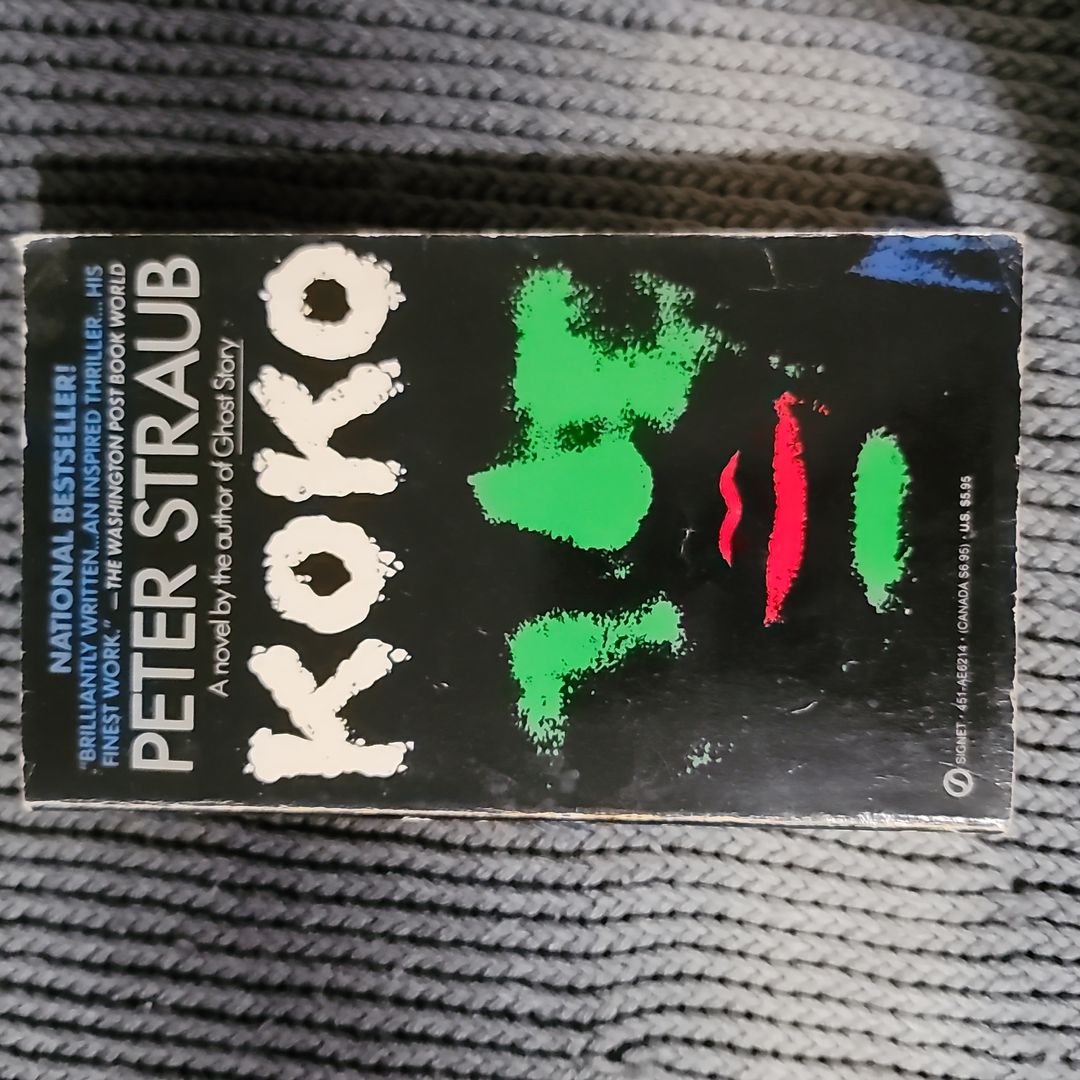 NATIONAL BESTSELLER!
"BRILLIANTLY WRITTEN...AN INSPIRED THRILLER... HIS
FINEST WORK." —THE WASHINGTON POST BOOK WORLD
PETER STRAUB
A novel by the author of Ghost Story
KOKO
SIGNET • 451-AE6214 • (CANADA $6.95) • U.S. $5.95